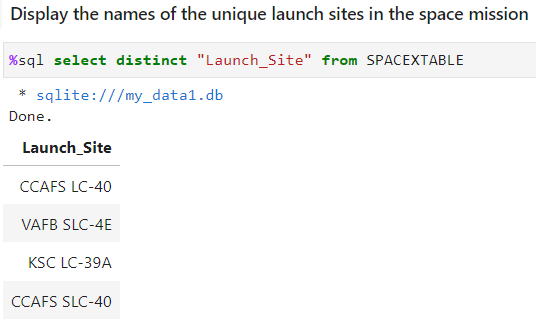 Display the names of the unique launch sites in the space mission
%sql select distinct "Launch_Site" from SPACEXTABLE
* sqlite:///my_data1.db
Done.
Launch_Site
CCAFS LC-40
VAFB SLC-4E
KSC LC-39A
CCAFS SLC-40